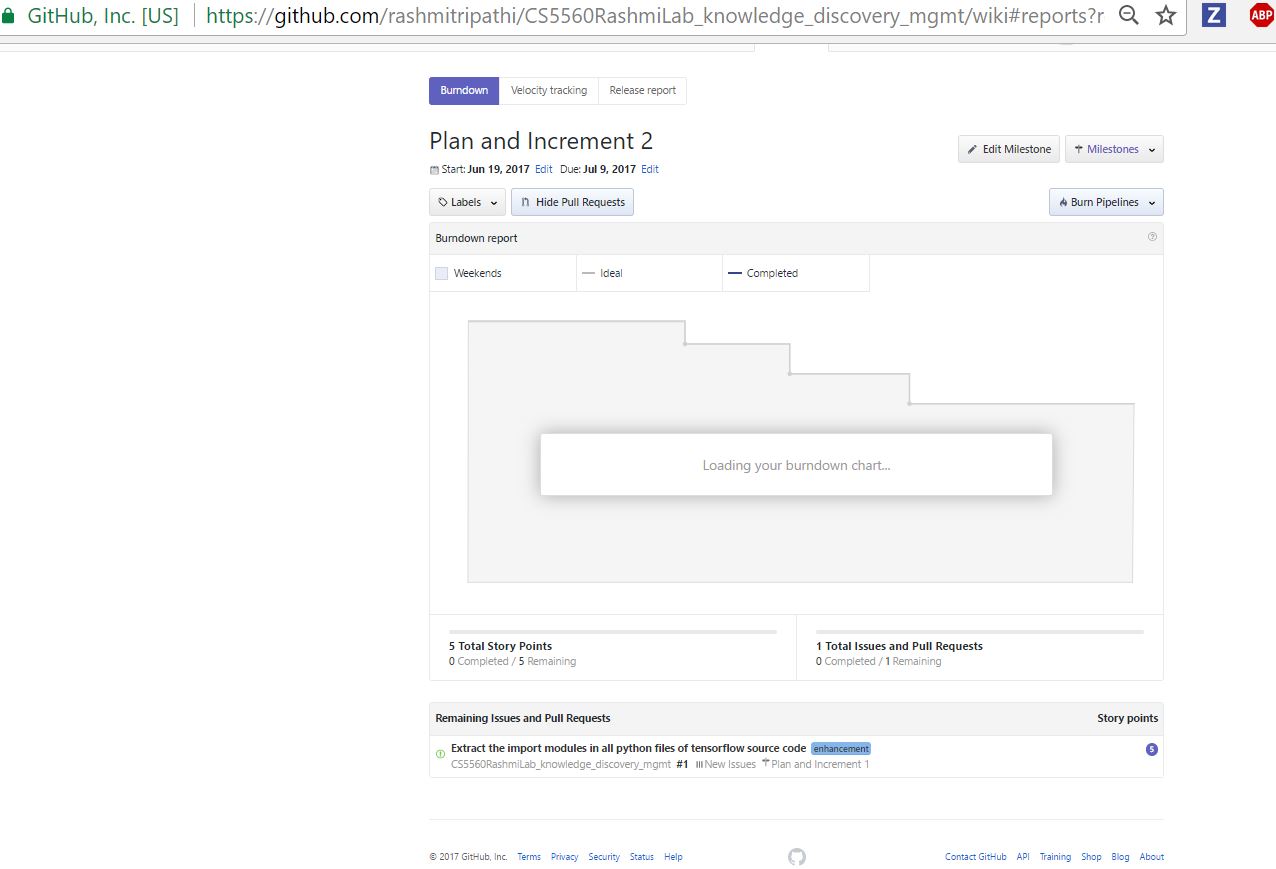 GitHub, Inc. [US] https://github.com/rashmitripathi/CS5560RashmiLab_knowledge_discovery_mgmt/wiki#reports?r Z ABP
Burndown Velocity tracking Release report
Plan and Increment 2
Edit Milestone Milestones
Start: Jun 19, 2017 Edit Due: Jul 9, 2017 Edit
Labels Hide Pull Requests Burn Pipelines
Burndown report
Weekends Ideal Completed
Loading your burndown chart...
5 Total Story Points 1 Total Issues and Pull Requests
0 Completed / 5 Remaining 0 Completed / 1 Remaining
Remaining Issues and Pull Requests Story points
Extract the import modules in all python files of tensorflow source code enhancement 5
CS5560RashmiLab_knowledge_discovery_mgmt #1 New Issues Plan and Increment 1
© 2017 GitHub, Inc. Terms Privacy Security Status Help Contact GitHub API Training Shop Blog About